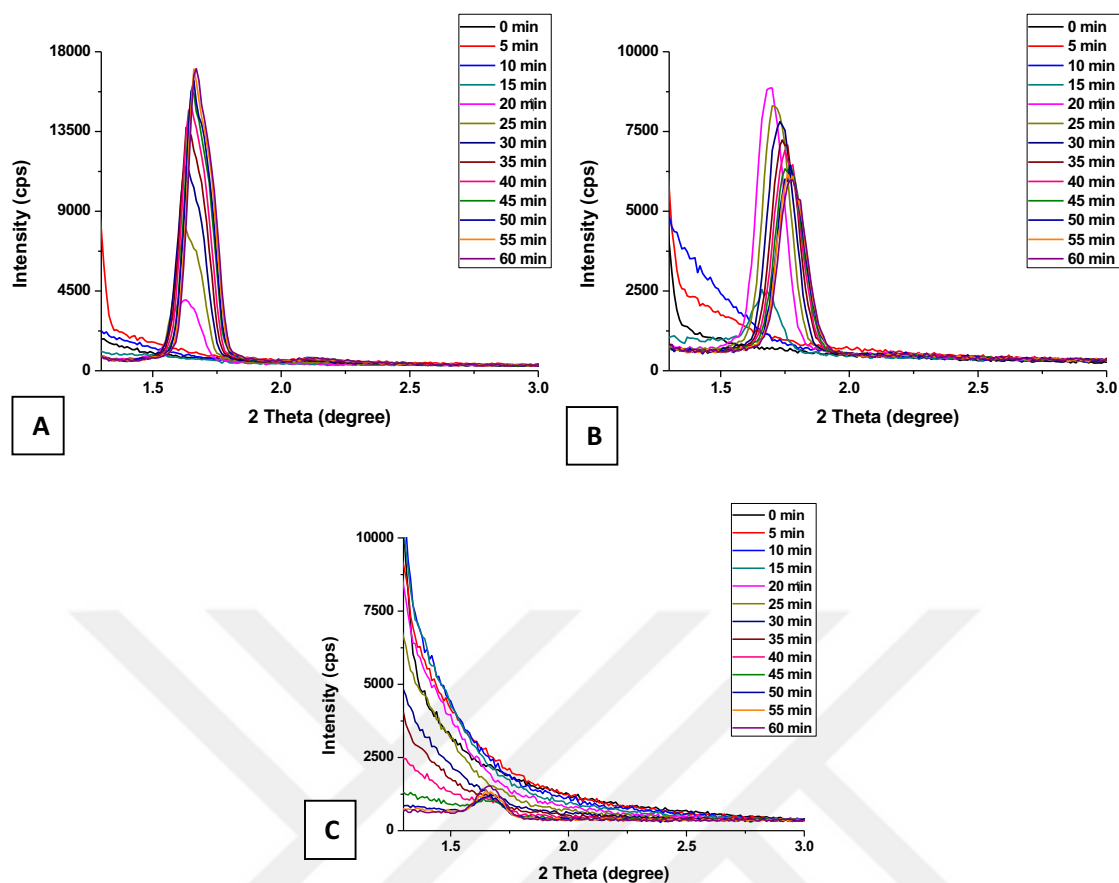 0 min
5 min
10 min
15 min
20 min
25 min
30 min
35 min
40 min
45 min
50 min
55 min
60 min
18000
13500
9000
4500
0
Intensity (cps)
1.5
2.0
2.5
3.0
2 Theta (degree)
A
0 min
5 min
10 min
15 min
20 min
25 min
30 min
35 min
40 min
45 min
50 min
55 min
60 min
10000
7500
5000
2500
0
Intensity (cps)
1.5
2.0
2.5
3.0
2 Theta (degree)
B
0 min
5 min
10 min
15 min
20 min
25 min
30 min
35 min
40 min
45 min
50 min
55 min
60 min
10000
7500
5000
2500
0
Intensity (cps)
1.5
2.0
2.5
3.0
2 Theta (degree)
C